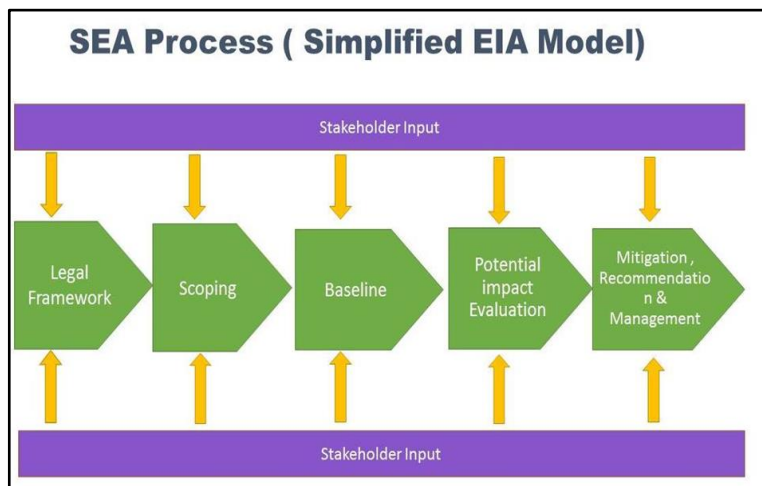 SEA Process ( Simplified EIA Model)
Stakeholder Input
Legal
Framework
Scoping
Baseline
Potential
impact
Evaluation
Mitigation ,
Recommendatio
n &
Management
Stakeholder Input